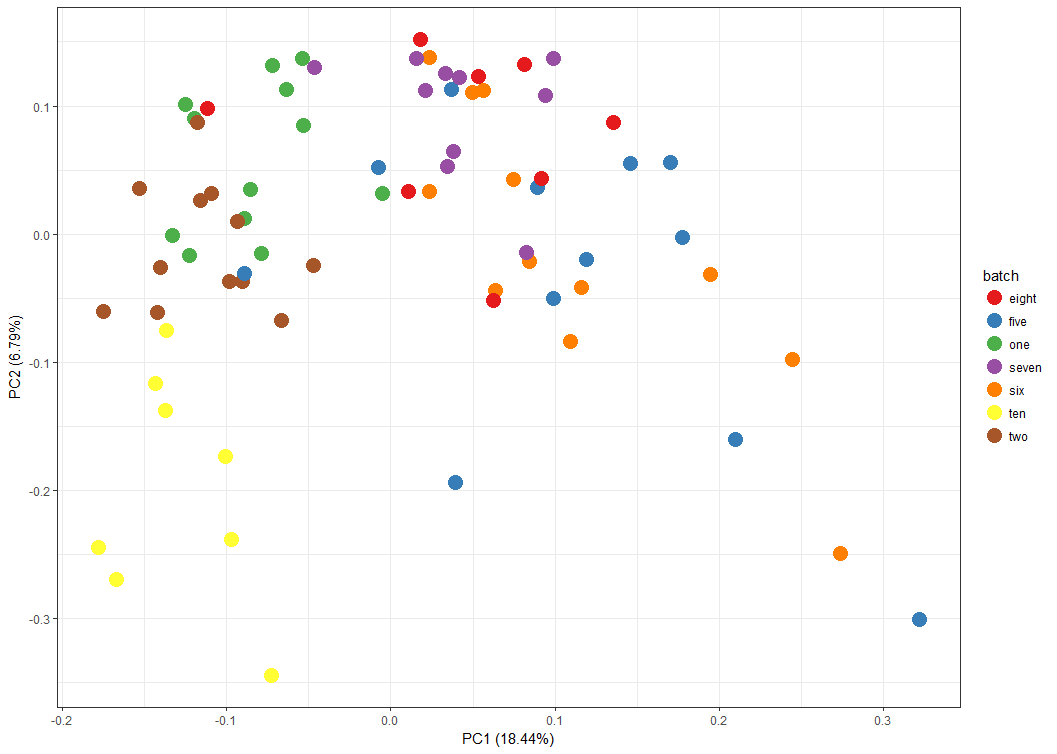 0.1
0.0
-0.1
-0.2
-0.3
PC2 (6.79%)
-0.2
-0.1
0.0
0.1
0.2
0.3
PC1 (18.44%)
batch
eight
five
one
seven
six
ten
two